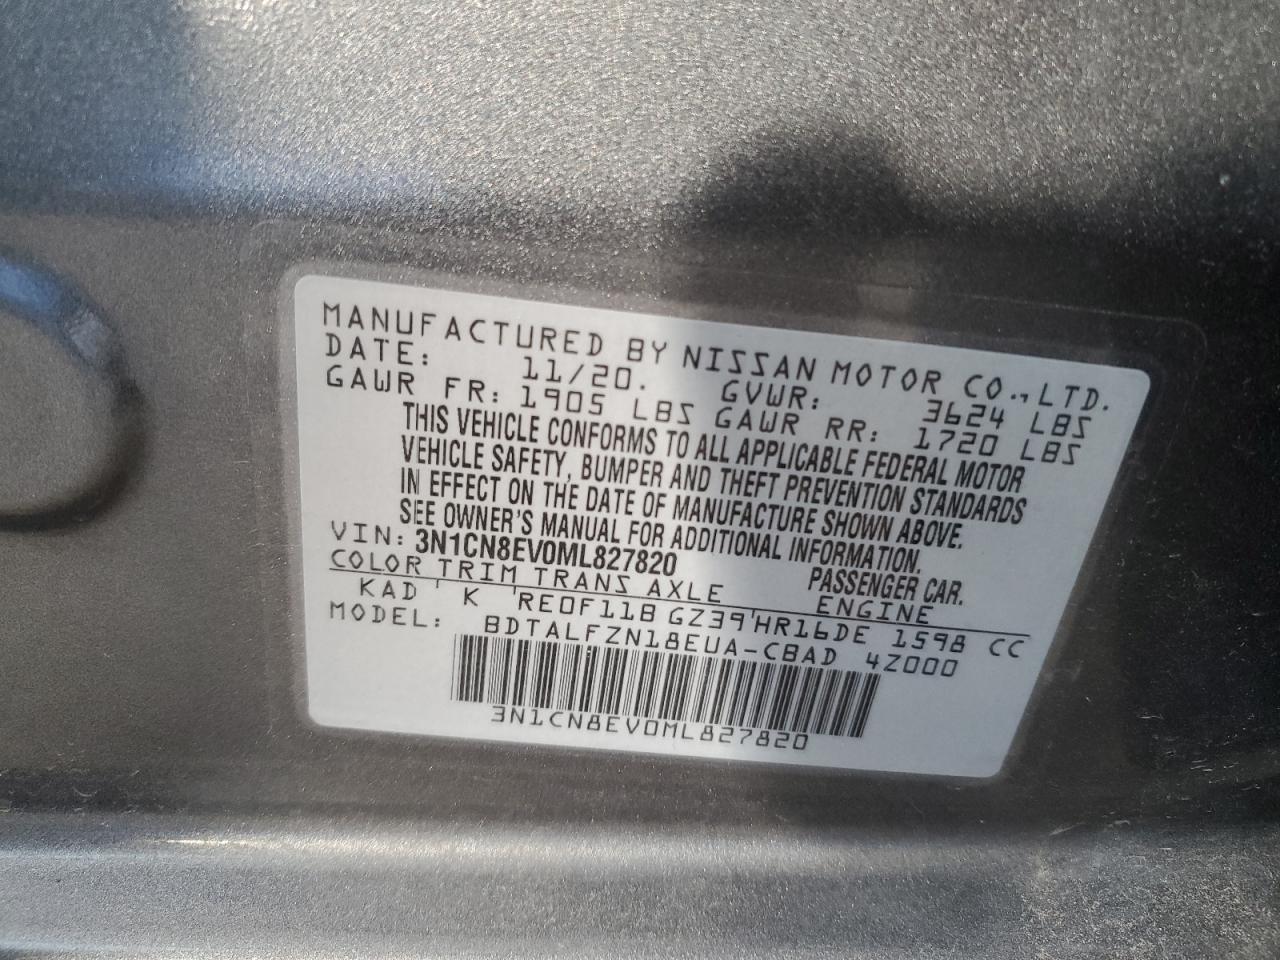 MANUFACTURED BY NISSAN MOTOR CO., LTD.
DATE: 11/20. GVWR: 3624 LBS
GAWR FR: 1905 LBS GAWR RR: 1720 LBS
THIS VEHICLE CONFORMS TO ALL APPLICABLE FEDERAL MOTOR
VEHICLE SAFETY, BUMPER AND THEFT PREVENTION STANDARDS
IN EFFECT ON THE DATE OF MANUFACTURE SHOWN ABOVE.
SEE OWNER'S MANUAL FOR ADDITIONAL INFORMATION.
VIN: 3N1CN8EV0ML827820 PASSENGER CAR.
COLOR TRIM TRANS AXLE ENGINE
KAD K RE0F11B GZ39 HR16DE 1598 CC
MODEL: BDTALFZN18EUA-CBAD 4Z000
3N1CN8EV0ML827820